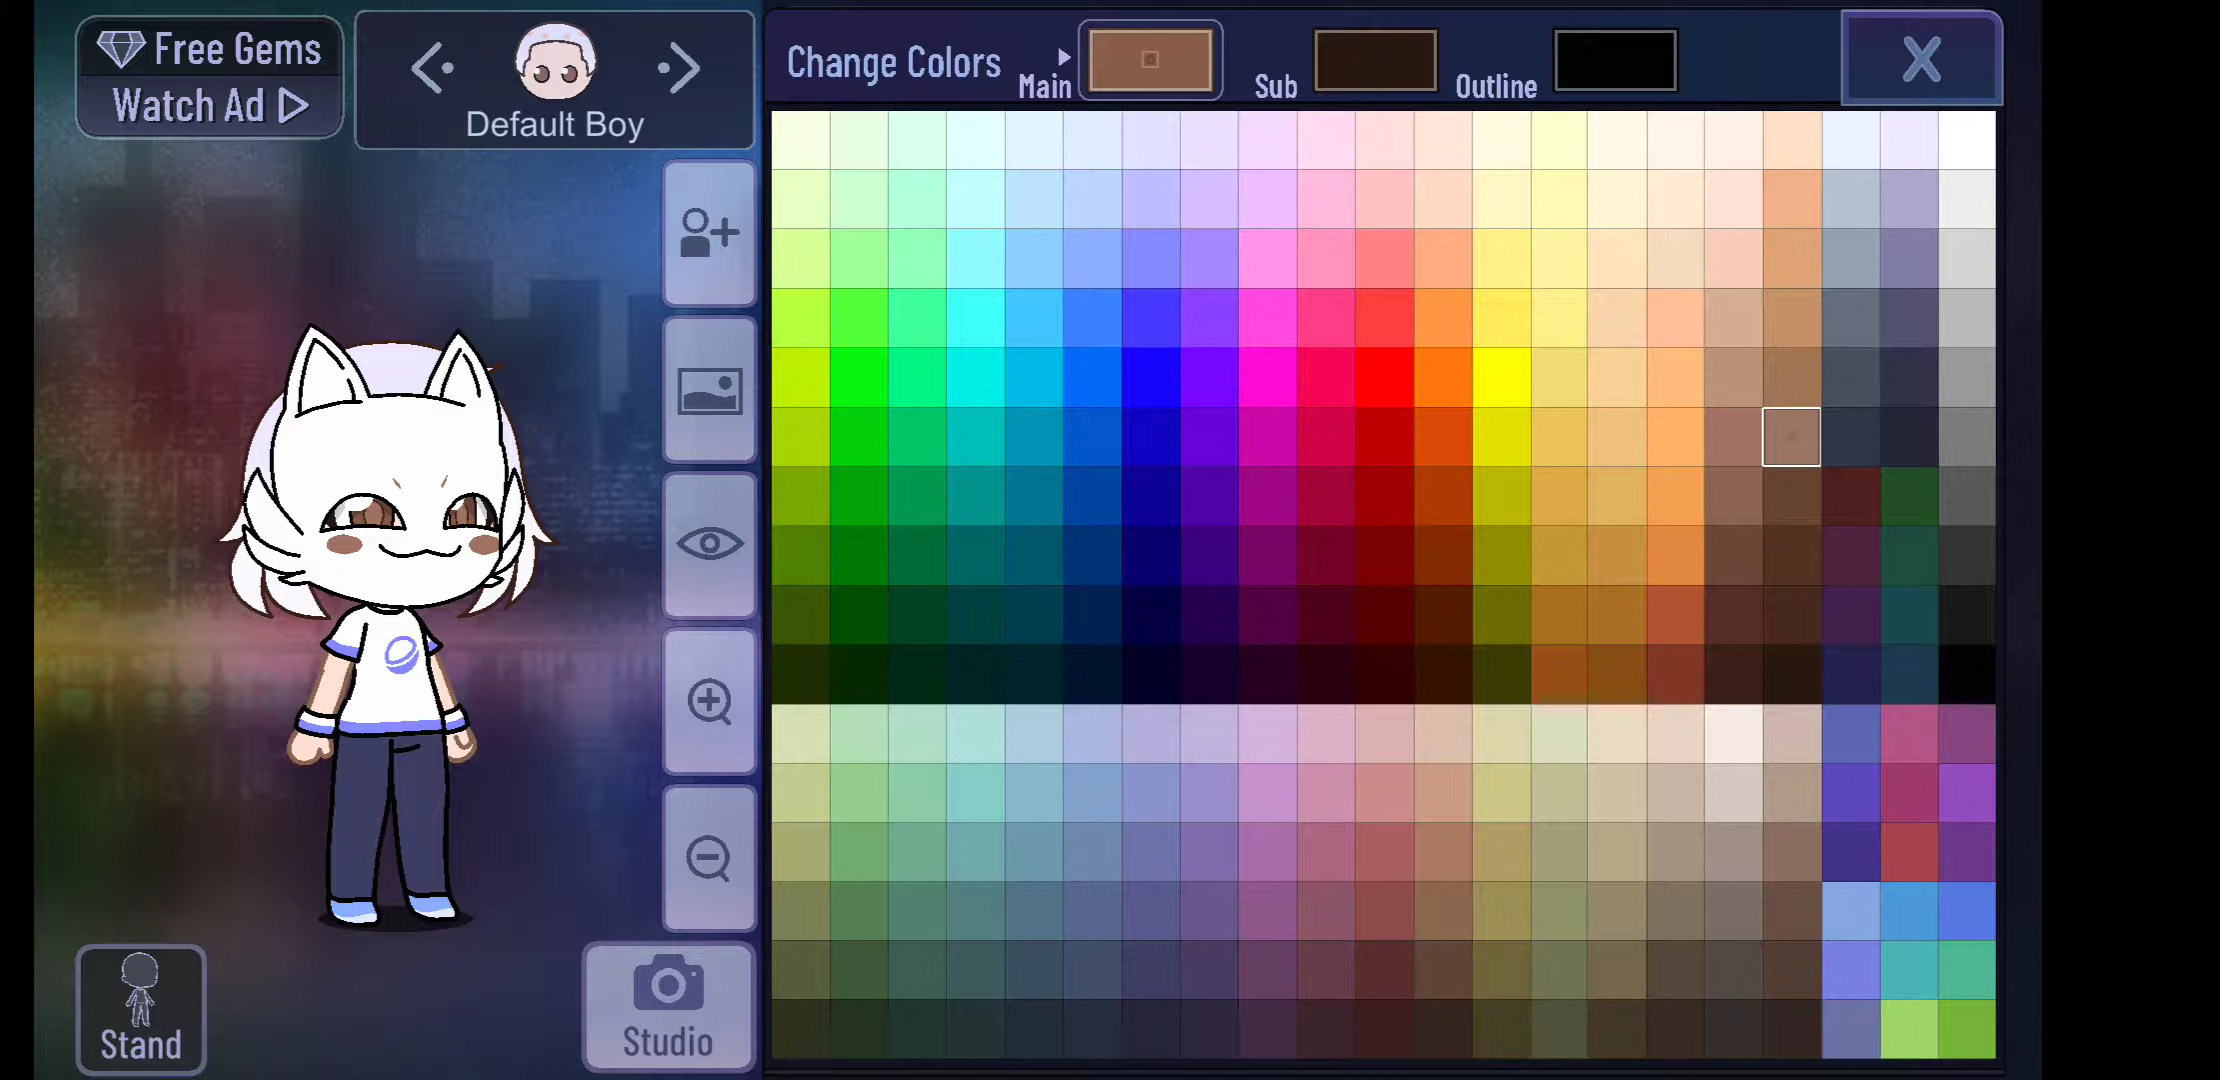 Free Gems
Watch Ad
Default Boy
Change Colors
Main
Sub
Outline
X
Stand
Studio